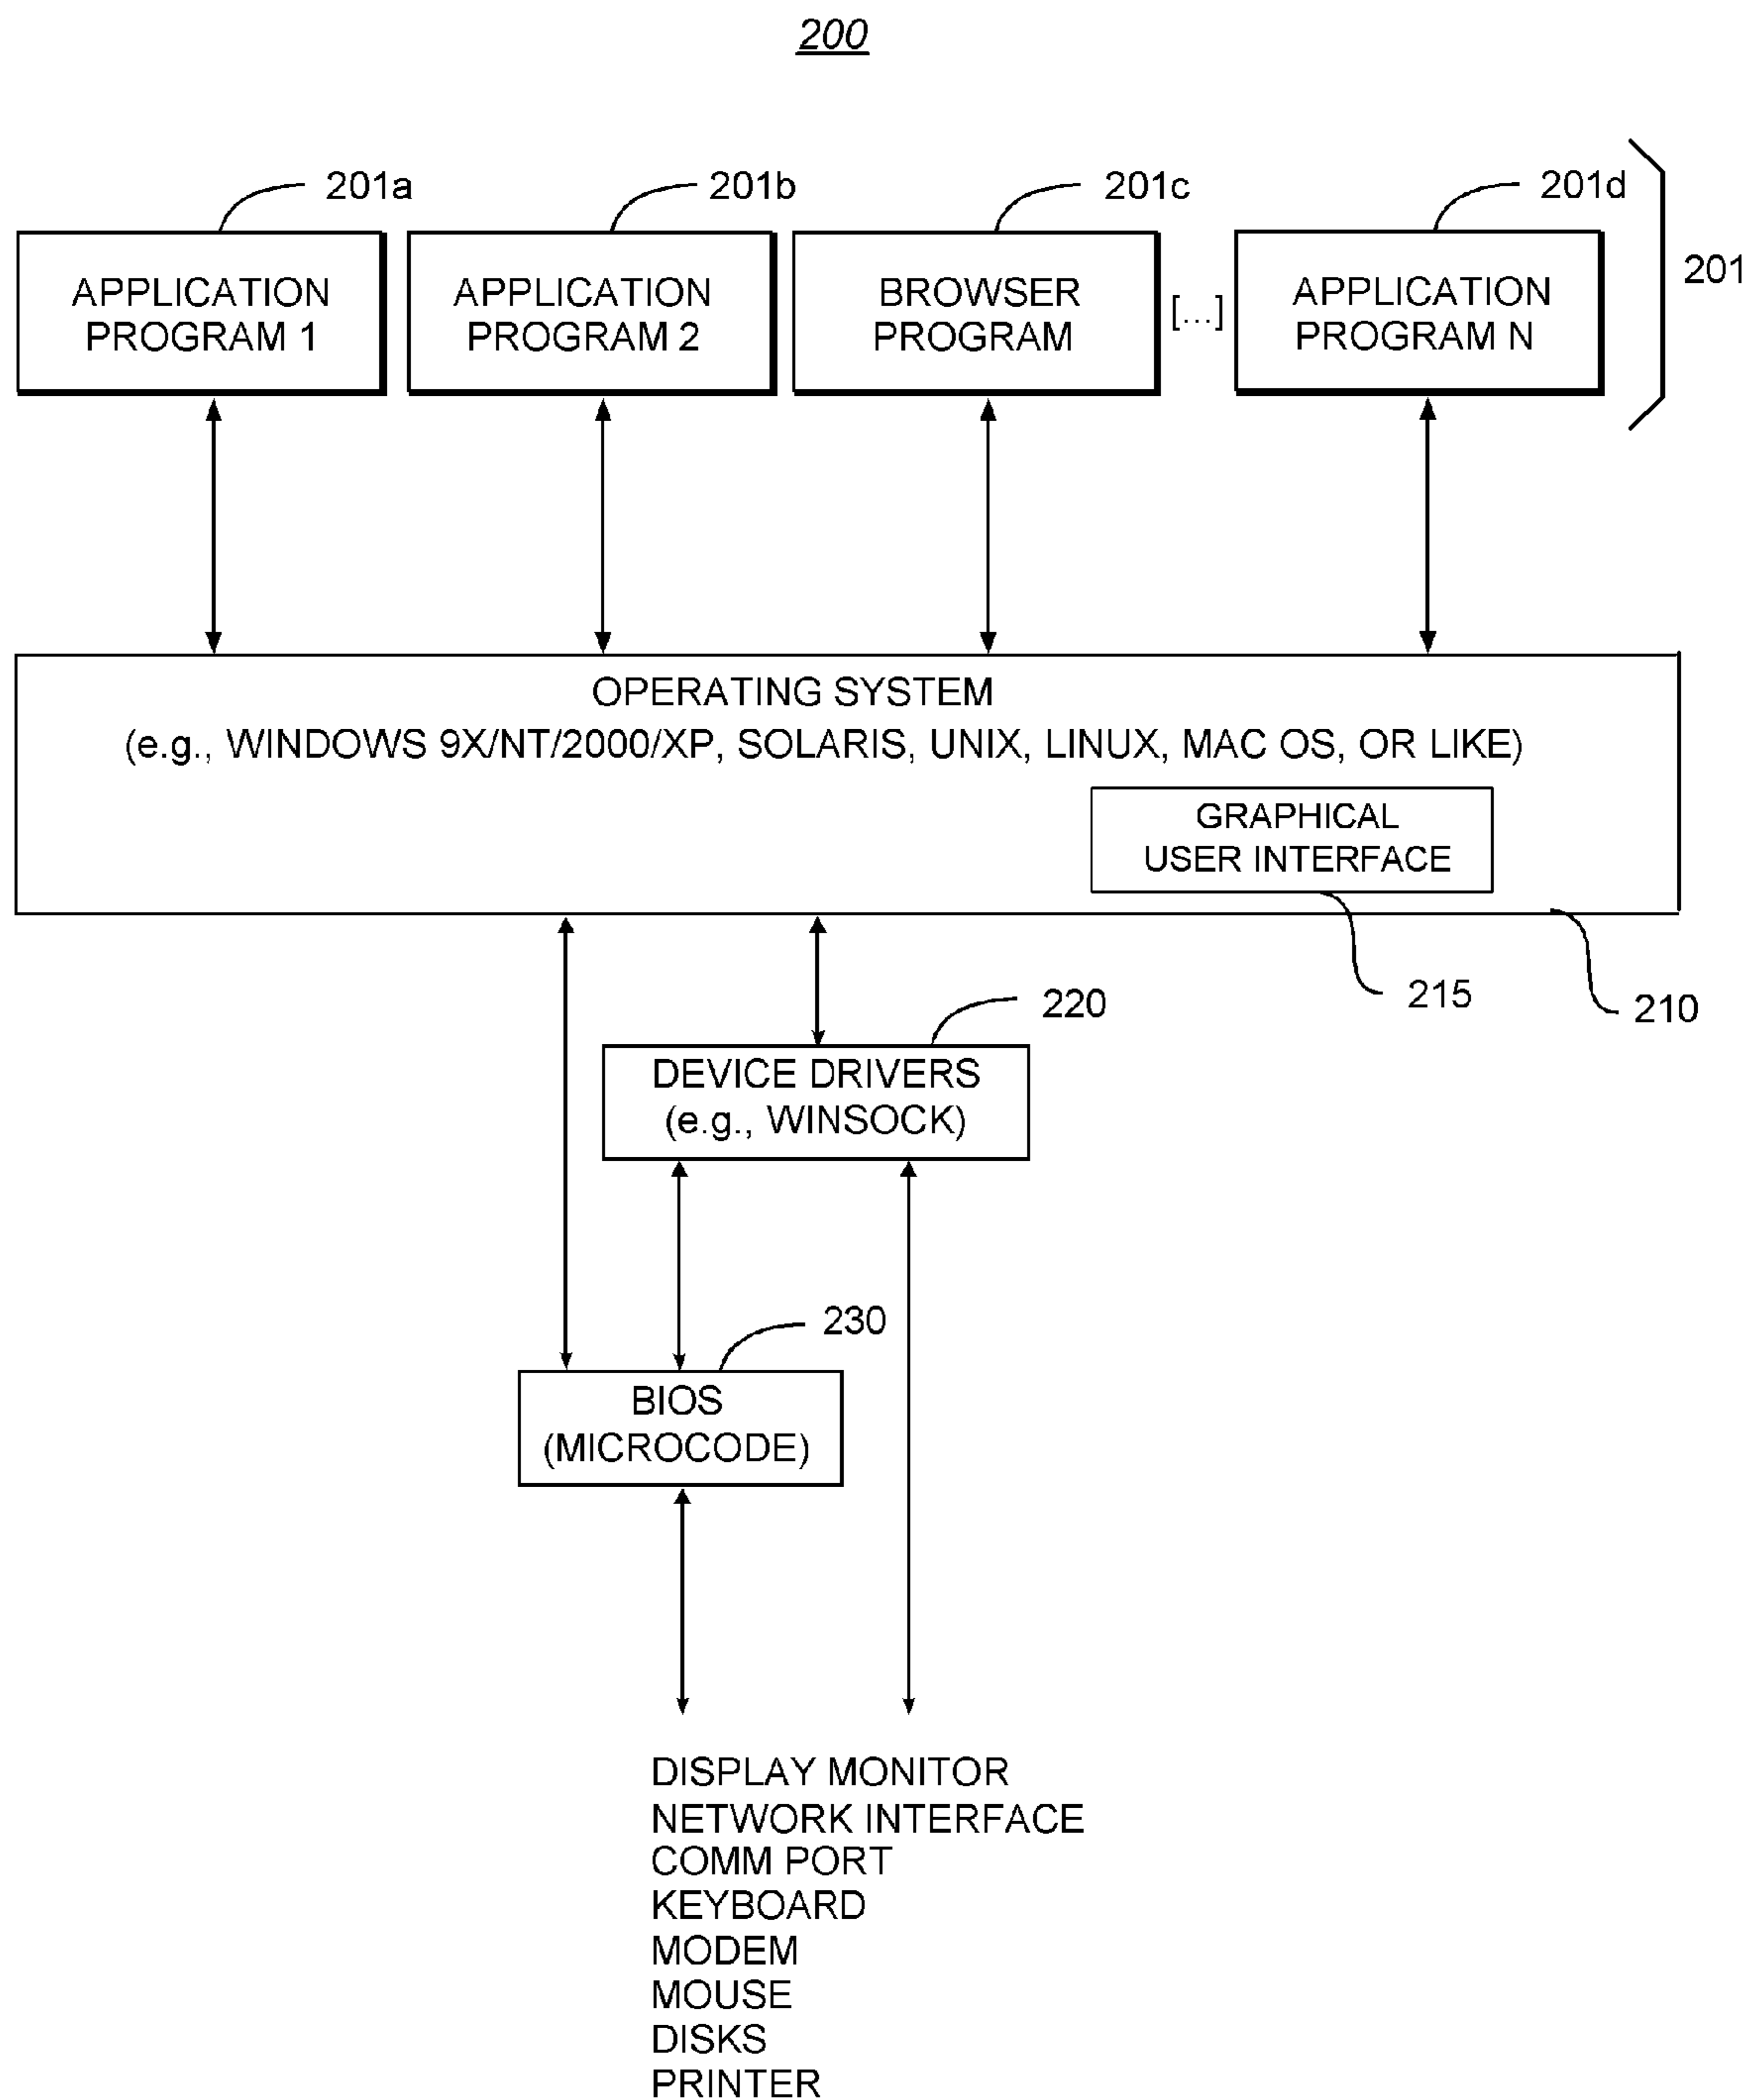 200
201a
201b
201c
201d
201
APPLICATION
PROGRAM 1
APPLICATION
PROGRAM 2
BROWSER
PROGRAM
[...]
APPLICATION
PROGRAM N
OPERATING SYSTEM
(e.g., WINDOWS 9X/NT/2000/XP, SOLARIS, UNIX, LINUX, MAC OS, OR LIKE)
GRAPHICAL
USER INTERFACE
215
210
220
DEVICE DRIVERS
(e.g., WINSOCK)
230
BIOS
(MICROCODE)
DISPLAY MONITOR
NETWORK INTERFACE
COMM PORT
KEYBOARD
MODEM
MOUSE
DISKS
PRINTER